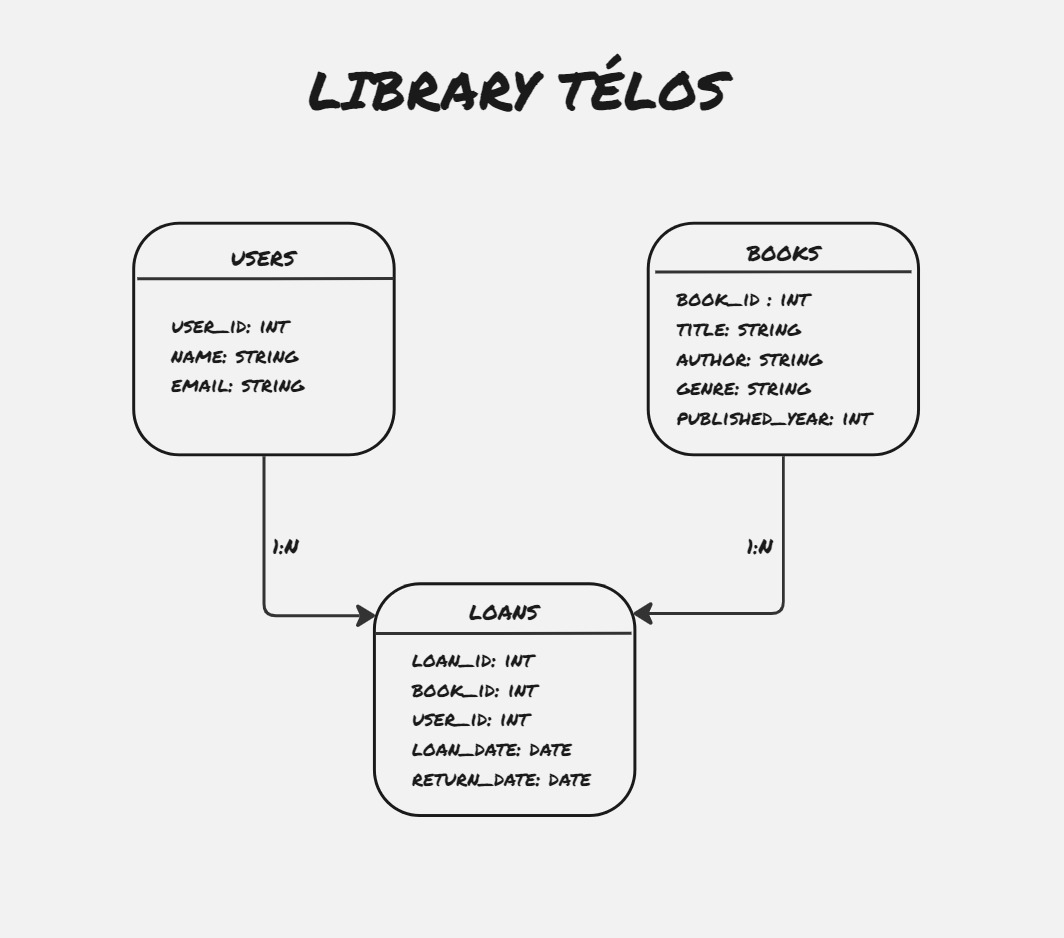 LIBRARY TÉLOS
USERS
USER_ID: INT
NAME: STRING
EMAIL: STRING
BOOKS
BOOK_ID : INT
TITLE: STRING
AUTHOR: STRING
GENRE: STRING
PUBLISHED_YEAR: INT
1:N
1:N
LOANS
LOAN_ID: INT
BOOK_ID: INT
USER_ID: INT
LOAN_DATE: DATE
RETURN_DATE: DATE